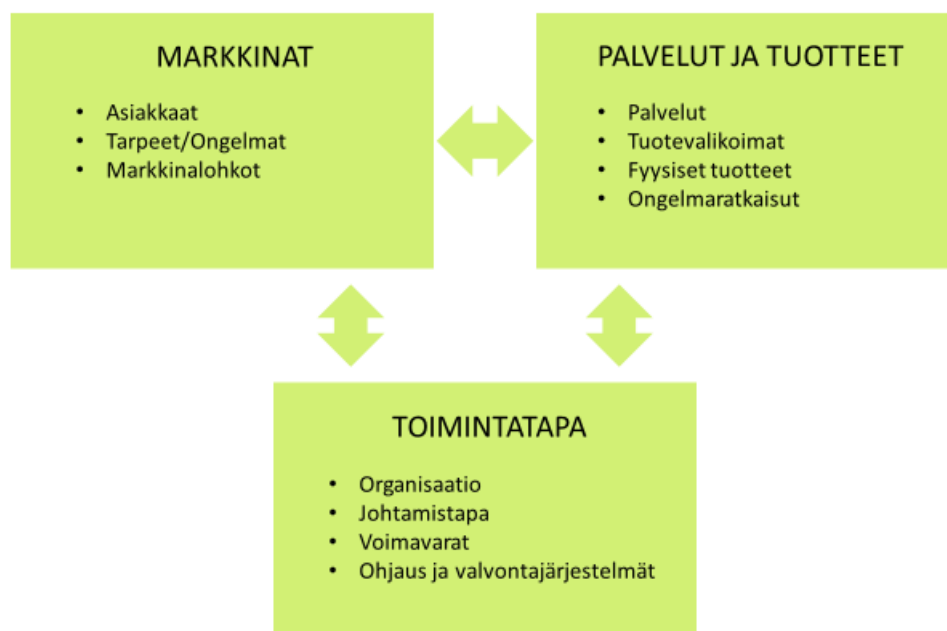 MARKKINAT
• Asiakkaat
• Tarpeet/Ongelmat
• Markkinalohkot
PALVELUT JA TUOTTEET
• Palvelut
• Tuotevalikoimat
• Fyysiset tuotteet
• Ongelmaratkaisut
TOIMINTATAPA
• Organisaatio
• Johtamistapa
• Voimavarat
• Ohjaus ja valvontajärjestelmät